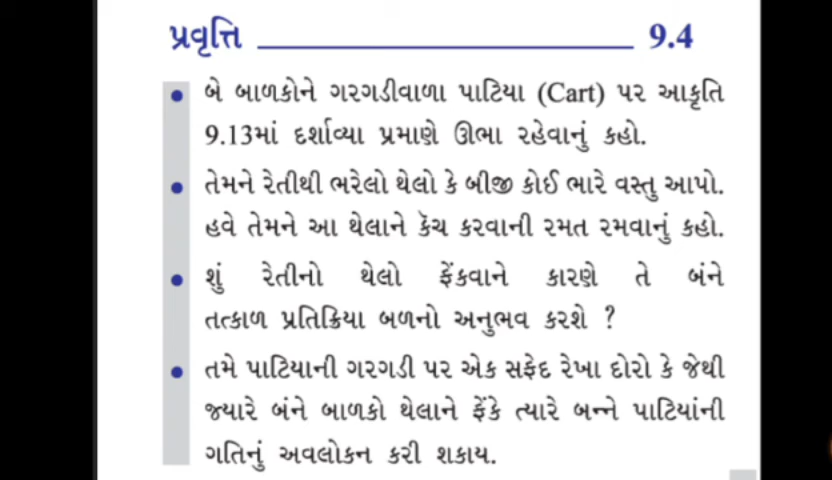 પ્રવૃત્તિ ________________ 9.4
• બે બાળકોને ગરગડીવાળા પાટિયા (Cart) પર આકૃતિ
9.13માં દર્શાવ્યા પ્રમાણે ઊભા રહેવાનું કહો.
• તેમને રેતીથી ભરેલો થેલો કે બીજી કોઈ ભારે વસ્તુ આપો.
હવે તેમને આ થેલાને કૅચ કરવાની રમત રમવાનું કહો.
• શું રેતીનો થેલો ફેંકવાને કારણે તે બંને
તત્કાળ પ્રતિક્રિયા બળનો અનુભવ કરશે ?
• તમે પાટિયાની ગરગડી પર એક સફેદ રેખા દોરો કે જેથી
જ્યારે બંને બાળકો થેલાને ફેંકે ત્યારે બન્ને પાટિયાંની
ગતિનું અવલોકન કરી શકાય.